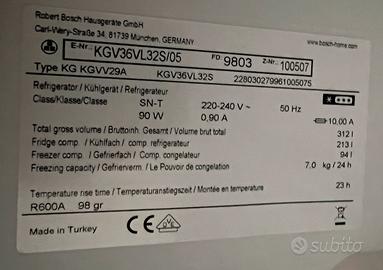 Robert Bosch Hausgeräte GmbH
Carl-Wery-Straße 34, 81739 München, GERMANY
www.bosch-home.com
E-Nr. KGV36VL32S/05 FD: 9803 Z-Nr. 100507
Type KG KGVV29A KGV36VL32S 228030279961005075
Refrigerator / Kühlgerät / Refrigerateur
Class/Klasse/Classe SN-T 220-240 V~ 50 Hz
90 W 0,90 A 10,00 A
Total gross volume / Bruttoinh. Gesamt / Volume brut total 312 l
Fridge comp. / Kühlfach / comp. Refrigerateur 213 l
Freezer comp. / Gefrierfach / Comp. congelateur 94 l
Freezing capacity / Gefrierverm. / Le Pouvoir de congelation 7,0 kg / 24 h
Temperature rise time / Temperaturanstiegszeit / Montée en temperature 23 h
R600A 98 gr
Made in Turkey CE
subito